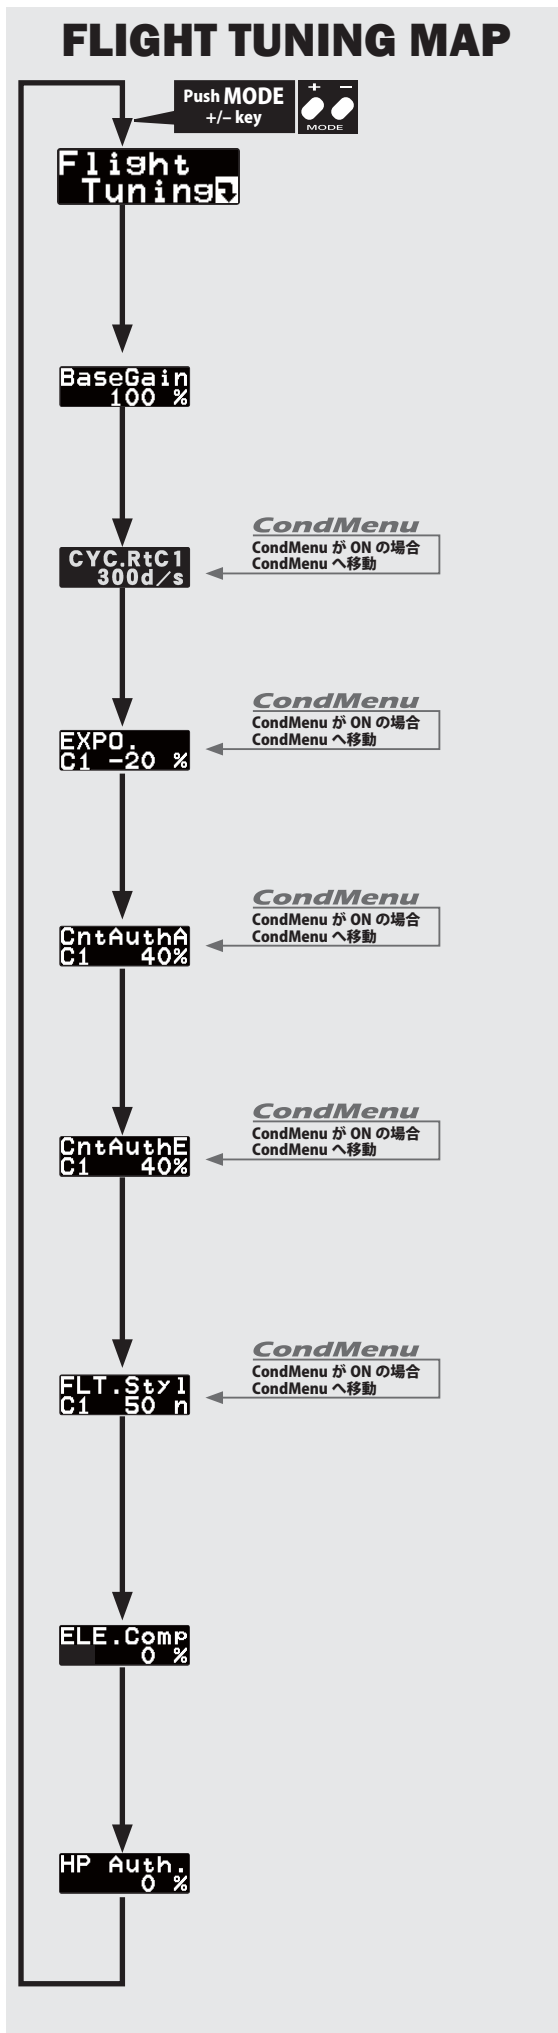 FLIGHT TUNING MAP
Push MODE
+/– key
+ −
MODE
Flight
Tuning
BaseGain
100 %
CYC.RtC1
300d/s
CondMenu
CondMenu が ON の場合
CondMenu へ移動
EXPO.
C1 -20 %
CondMenu
CondMenu が ON の場合
CondMenu へ移動
CntAuthA
C1 40%
CondMenu
CondMenu が ON の場合
CondMenu へ移動
CntAuthE
C1 40%
CondMenu
CondMenu が ON の場合
CondMenu へ移動
FLT.Styl
C1 50 n
CondMenu
CondMenu が ON の場合
CondMenu へ移動
ELE.Comp
0 %
HP Auth.
0 %